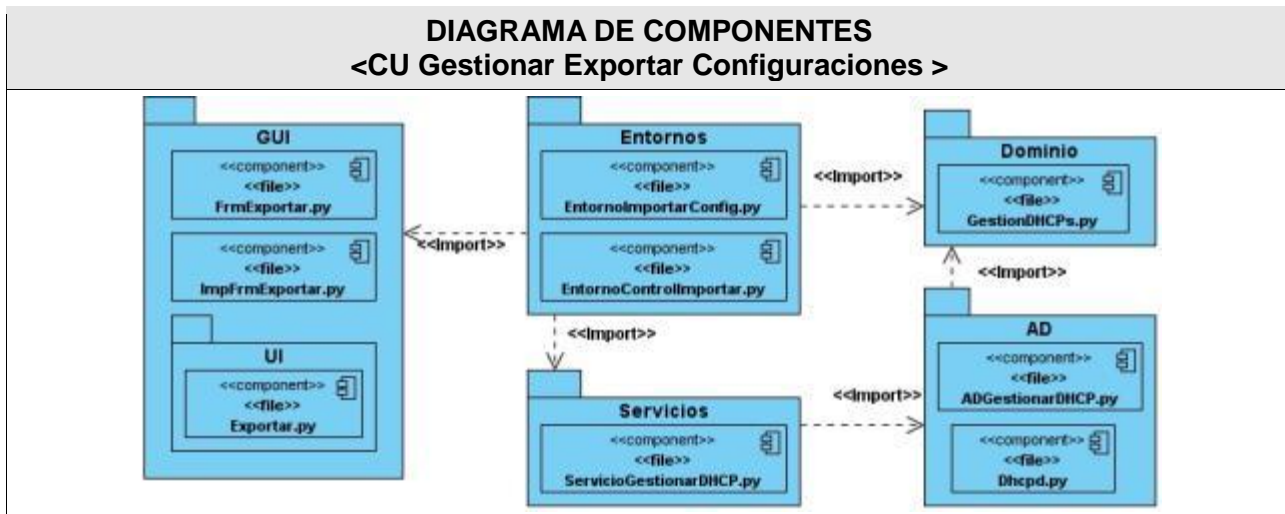 DIAGRAMA DE COMPONENTES
<CU Gestionar Exportar Configuraciones >
GUI
<<component>>
<<file>>
FrmExportar.py
<<component>>
<<file>>
ImpFrmExportar.py
UI
<<component>>
<<file>>
Exportar.py
<<Import>>
Entornos
<<component>>
<<file>>
EntornoImportarConfig.py
<<component>>
<<file>>
EntornoControlImportar.py
<<Import>>
<<Import>>
Servicios
<<component>>
<<file>>
ServicioGestionarDHCP.py
<<Import>>
Dominio
<<component>>
<<file>>
GestionDHCPs.py
<<Import>>
AD
<<component>>
<<file>>
ADGestionarDHCP.py
<<component>>
<<file>>
Dhcpd.py